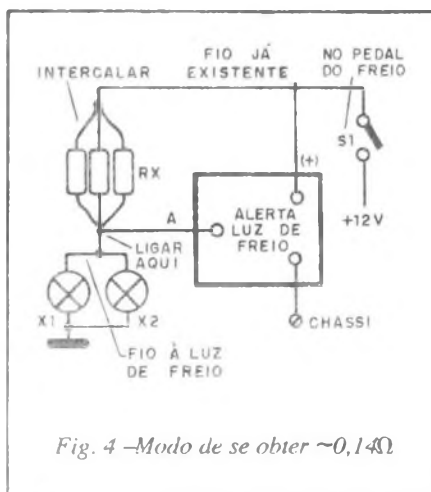 FIO JÁ
EXISTENTE
NO PEDAL
DO FREIO
INTERCALAR
S1
RX
(+)
+12V
A
ALERTA
LUZ DE
FREIO
LIGAR
AQUI
X1
X2
CHASSI
FIO À LUZ
DE FREIO
Fig. 4 –Modo de se obter ~0,14Ω